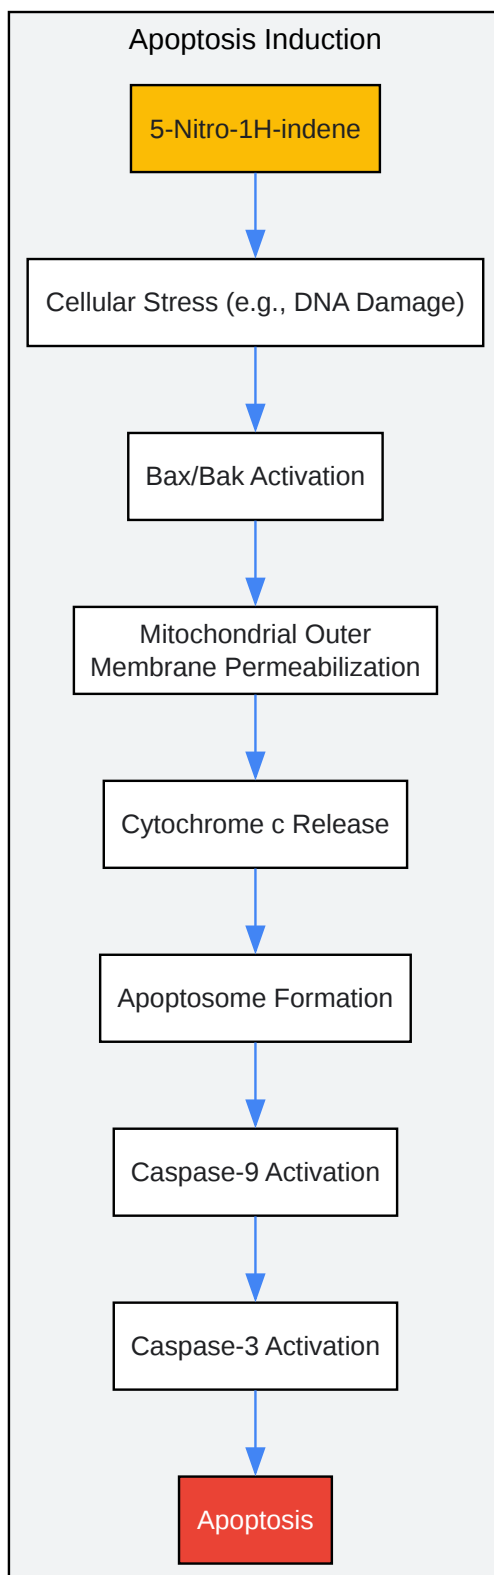 Apoptosis Induction
5-Nitro-1H-indene
Cellular Stress (e.g., DNA Damage)
Bax/Bak Activation
Mitochondrial Outer
Membrane Permeabilization
Cytochrome c Release
Apoptosome Formation
Caspase-9 Activation
Caspase-3 Activation
Apoptosis